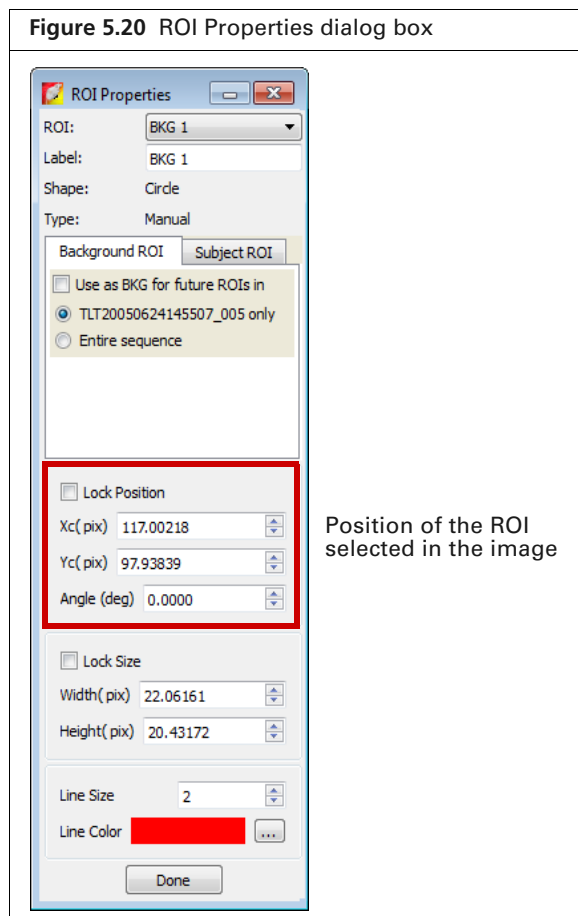 Figure 5.20 ROI Properties dialog box
ROI Properties
ROI: BKG 1
Label: BKG 1
Shape: Circle
Type: Manual
Background ROI Subject ROI
Use as BKG for future ROIs in
TLT20050624145507_005 only
Entire sequence
Lock Position
Xc( pix) 117.00218
Yc( pix) 97.93839
Angle (deg) 0.0000
Position of the ROI
selected in the image
Lock Size
Width( pix) 22.06161
Height( pix) 20.43172
Line Size 2
Line Color ...
Done